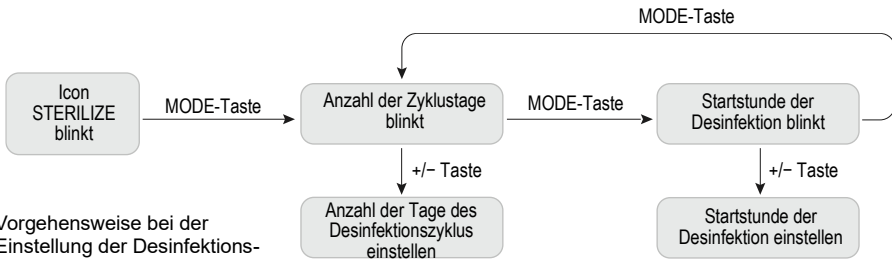 MODE-Taste
Icon
STERILIZE
blinkt
MODE-Taste
Anzahl der Zyklustage
blinkt
MODE-Taste
Startstunde der
Desinfektion blinkt
+/− Taste
+/− Taste
Anzahl der Tage des
Desinfektionszyklus
einstellen
Startstunde der
Desinfektion einstellen
Vorgehensweise bei der
Einstellung der Desinfektions-